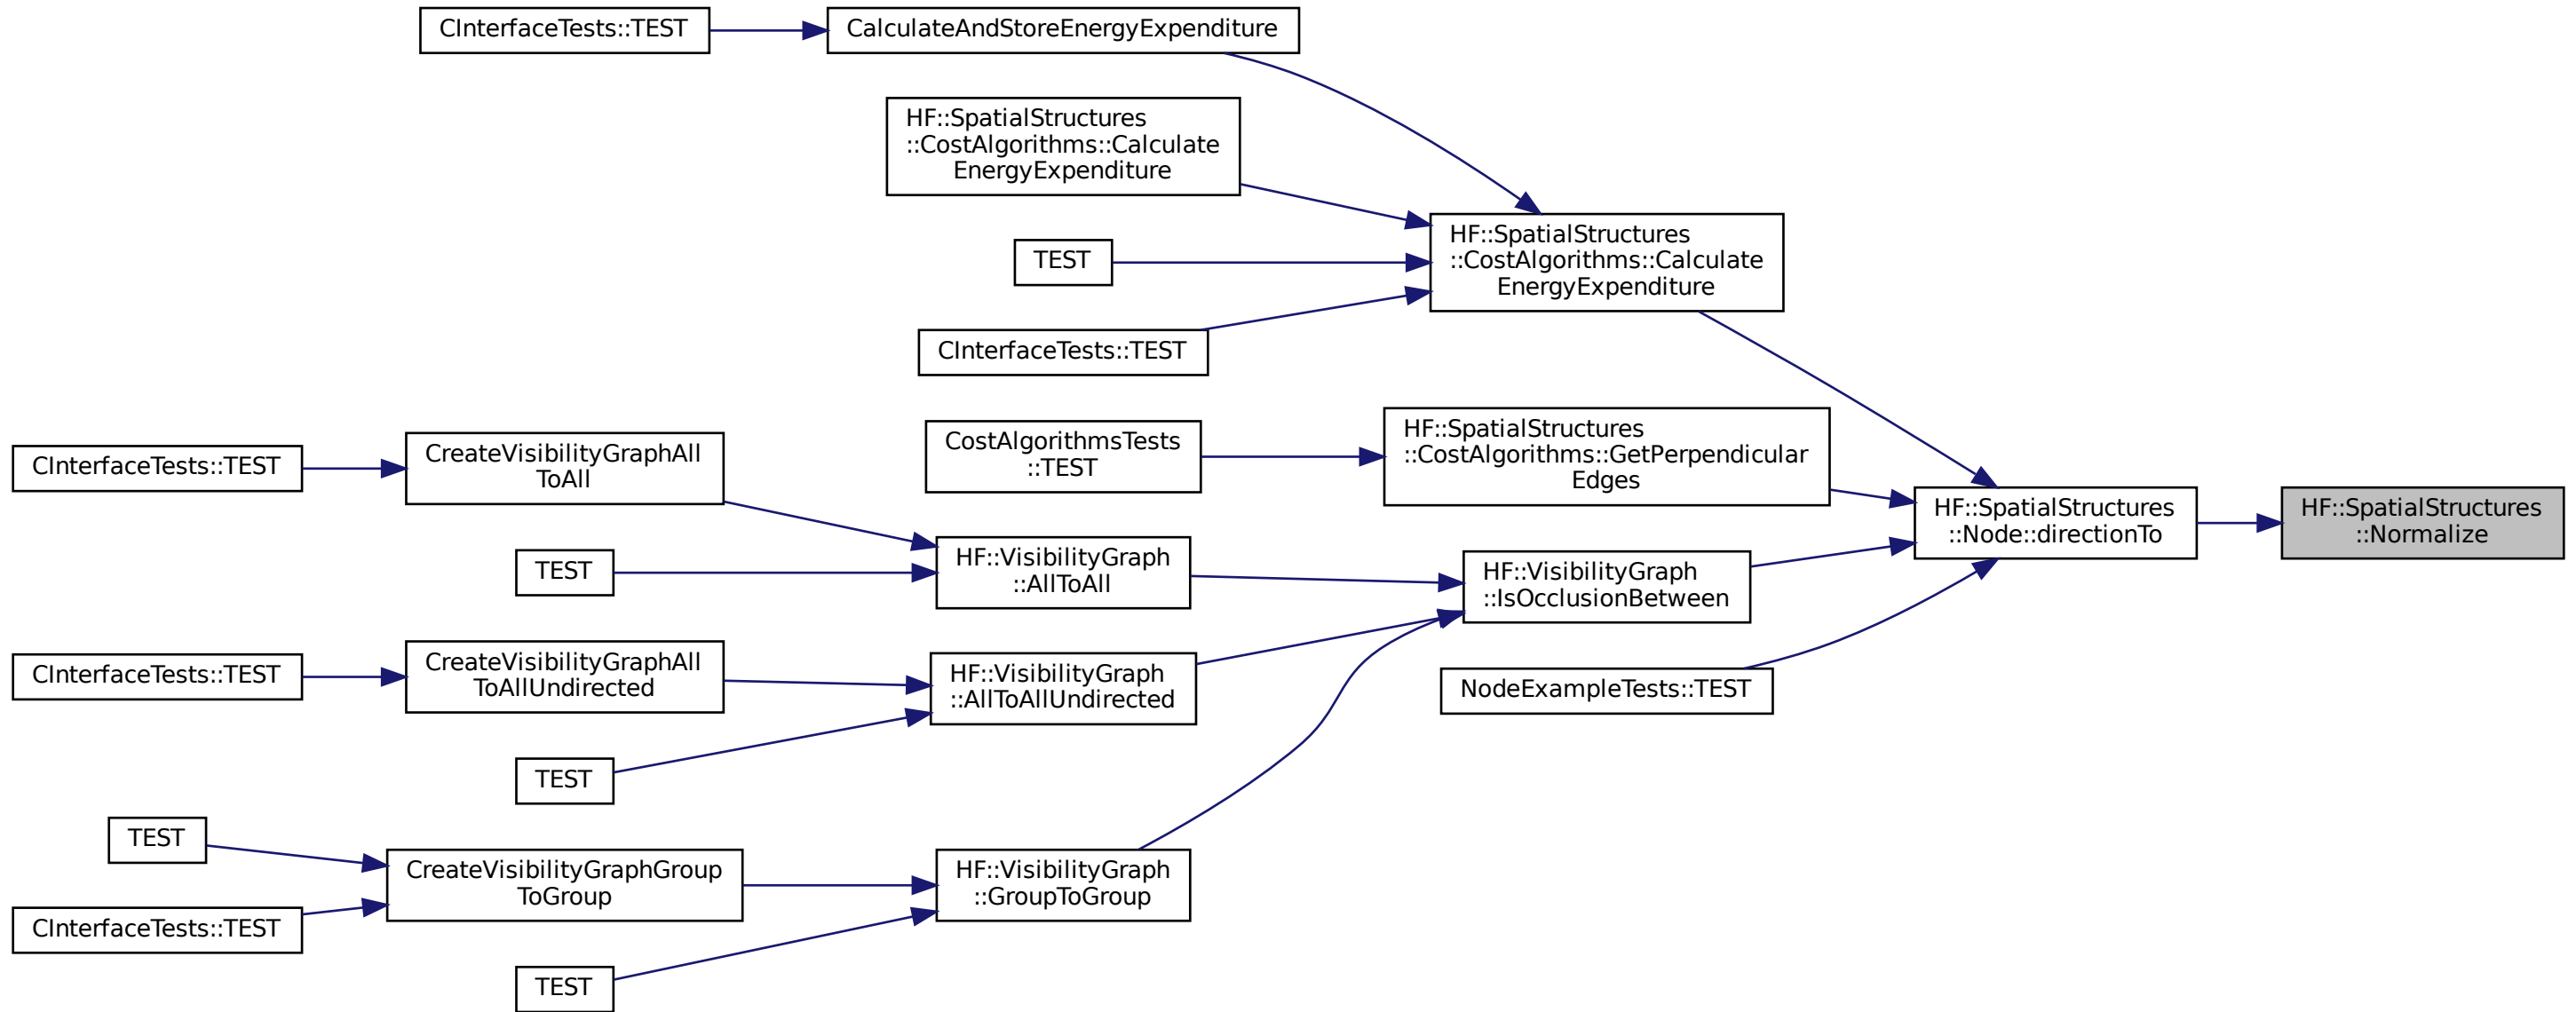 CInterfaceTests::TEST
CalculateAndStoreEnergyExpenditure
HF::SpatialStructures
::CostAlgorithms::Calculate
EnergyExpenditure
TEST
CInterfaceTests::TEST
HF::SpatialStructures
::CostAlgorithms::Calculate
EnergyExpenditure
CostAlgorithmsTests
::TEST
HF::SpatialStructures
::CostAlgorithms::GetPerpendicular
Edges
CInterfaceTests::TEST
CreateVisibilityGraphAll
ToAll
TEST
HF::VisibilityGraph
::AllToAll
HF::VisibilityGraph
::IsOcclusionBetween
HF::SpatialStructures
::Node::directionTo
HF::SpatialStructures
::Normalize
CInterfaceTests::TEST
CreateVisibilityGraphAll
ToAllUndirected
HF::VisibilityGraph
::AllToAllUndirected
NodeExampleTests::TEST
TEST
TEST
CInterfaceTests::TEST
CreateVisibilityGraphGroup
ToGroup
HF::VisibilityGraph
::GroupToGroup
TEST